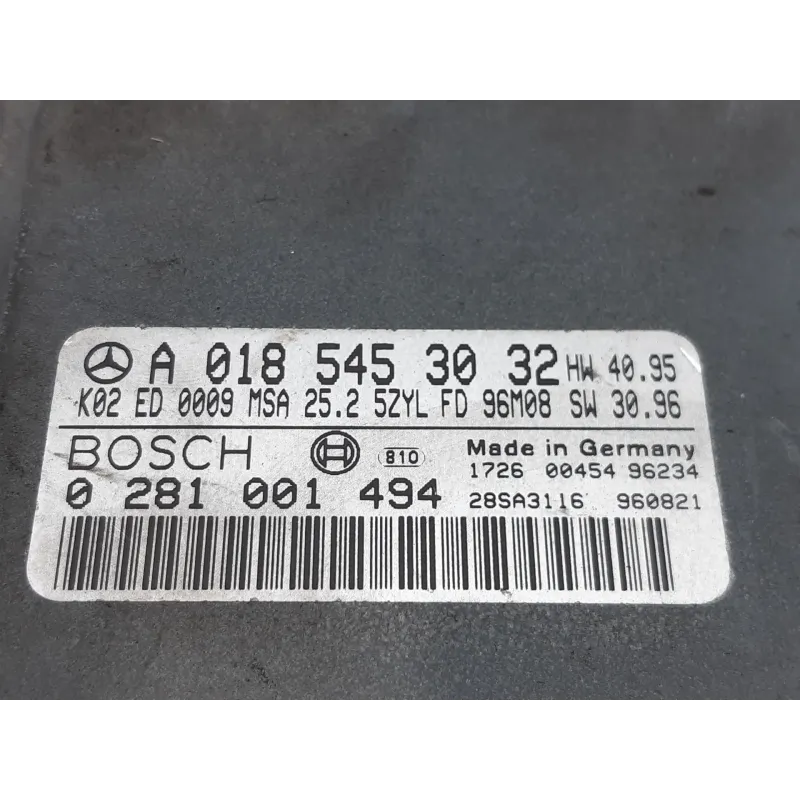 A 018 545 30 32 HW 40.95
K02 ED 0009 MSA 25.2 5ZYL FD 96M08 SW 30.96
BOSCH 810 Made in Germany
1726 00454 96234
0 281 001 494 28SA3116 960821